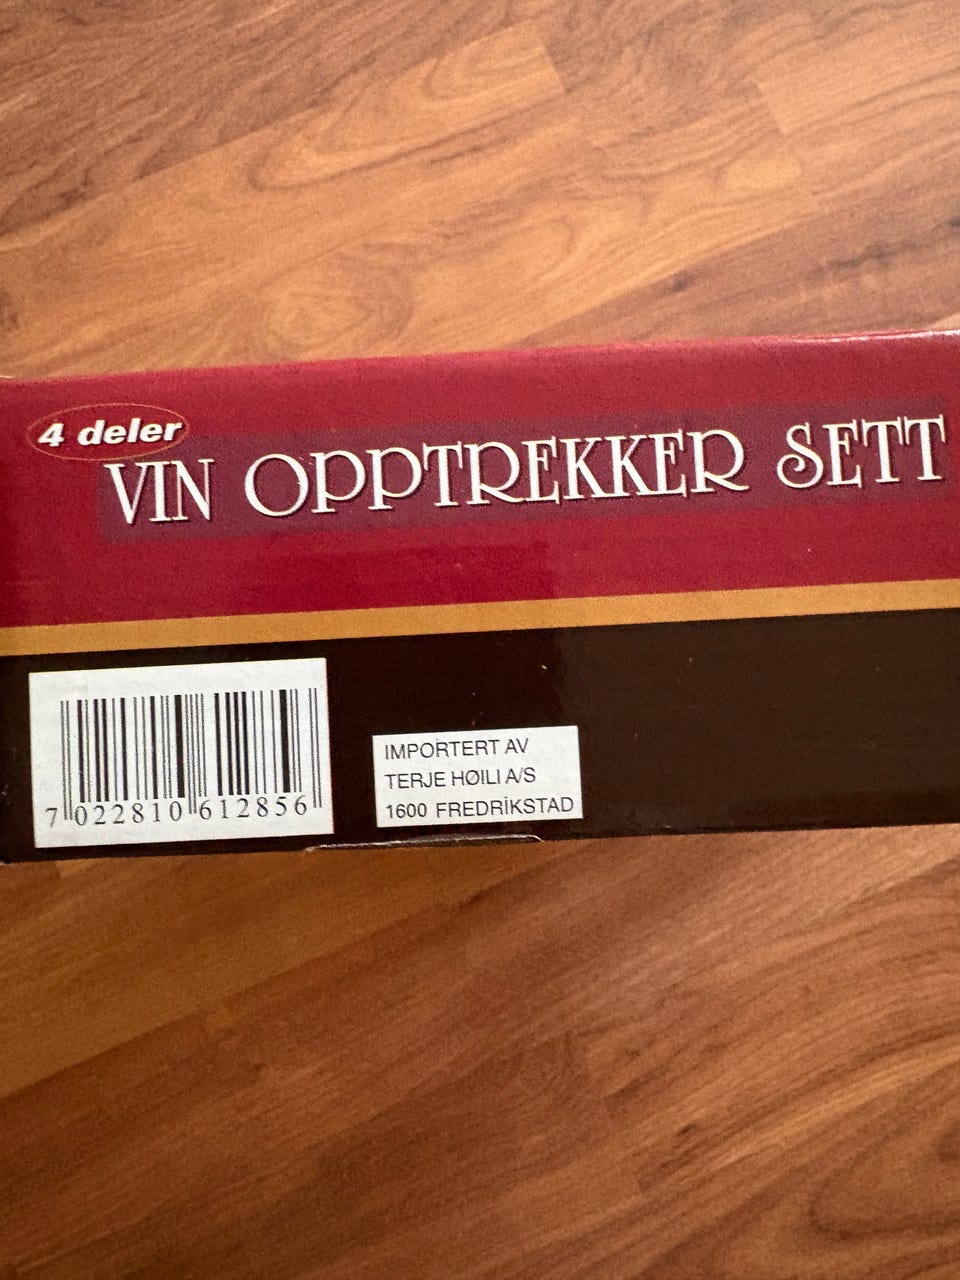 4 deler
VIN OPPTREKKER SETT
7 022810 612856
IMPORTERT AV
TERJE HØILI A/S
1600 FREDRIKSTAD